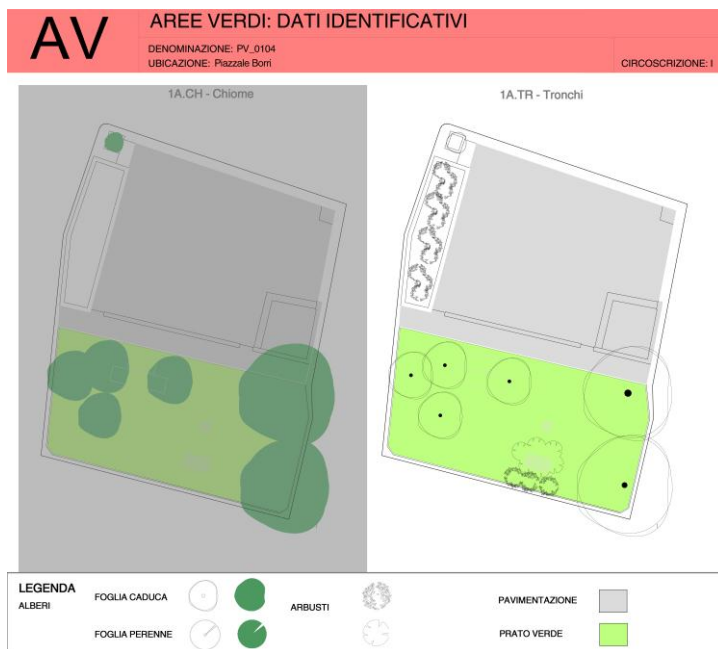 AV
AREE VERDI: DATI IDENTIFICATIVI
DENOMINAZIONE: PV_0104
UBICAZIONE: Piazzale Borri
CIRCOSCRIZIONE: I
1A.CH - Chiome
1A.TR - Tronchi
LEGENDA
ALBERI
FOGLIA CADUCA
FOGLIA PERENNE
ARBUSTI
PAVIMENTAZIONE
PRATO VERDE